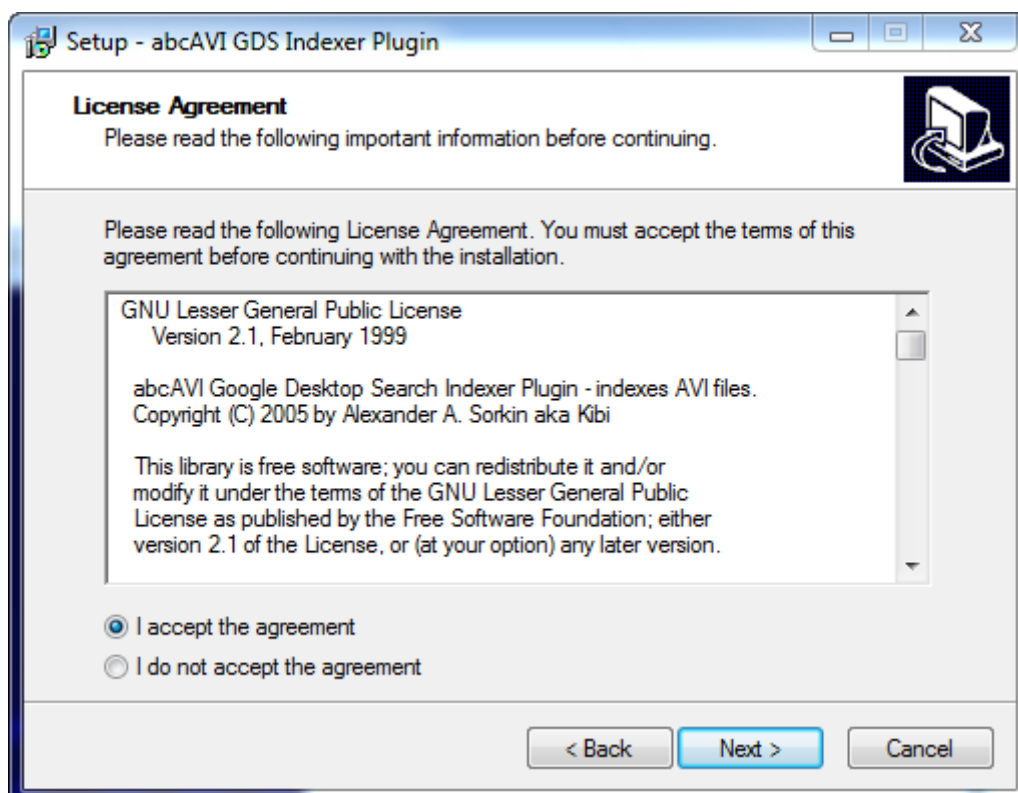 Setup - abcAVI GDS Indexer Plugin
License Agreement
Please read the following important information before continuing.
Please read the following License Agreement. You must accept the terms of this
agreement before continuing with the installation.
GNU Lesser General Public License
Version 2.1, February 1999
abcAVI Google Desktop Search Indexer Plugin - indexes AVI files.
Copyright (C) 2005 by Alexander A. Sorkin aka Kibi
This library is free software; you can redistribute it and/or
modify it under the terms of the GNU Lesser General Public
License as published by the Free Software Foundation; either
version 2.1 of the License, or (at your option) any later version.
I accept the agreement
I do not accept the agreement
< Back Next > Cancel